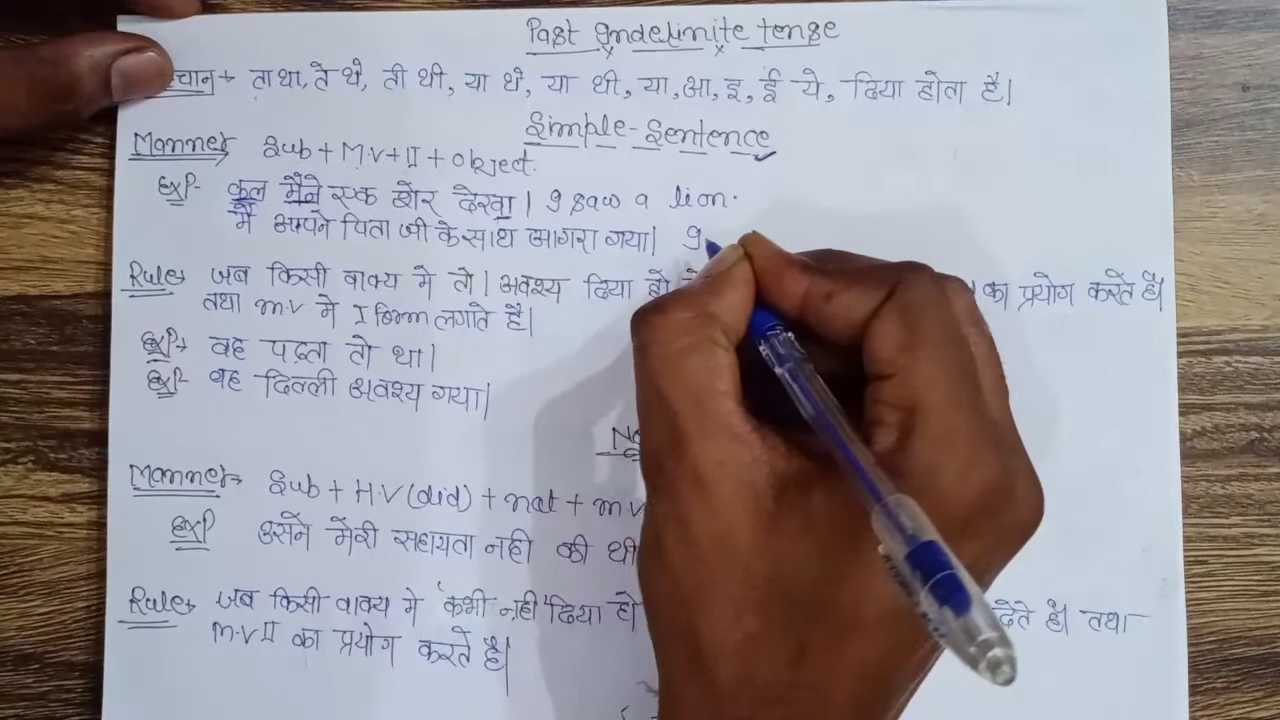 Past Indefinite tense
चान → ता था, ते थे, ती थी, या थे, या थी, या, आ, इ, ई ये, दिया होता है।
Simple-Sentence
Manner → Sub + M.V + II + object.
EXP- कल मैंने एक शेर देखा। I saw a lion.
मैं अपने पिता जी के साथ आगरा गया। I
Rule → जब किसी वाक्य मे तो। अवश्य दिया हो का प्रयोग करते है।
तथा m.v मे I form लगाते है।
EXP → वह पढ़ता तो था।
EXP- वह दिल्ली अवश्य गया।
Manner → Sub + H.V (did) + not + m.v
EXP उसने मेरी सहायता नही की थी
Rule → जब किसी वाक्य मे 'कभी नही' दिया हो देते है। तथा
m.v II का प्रयोग करते है।